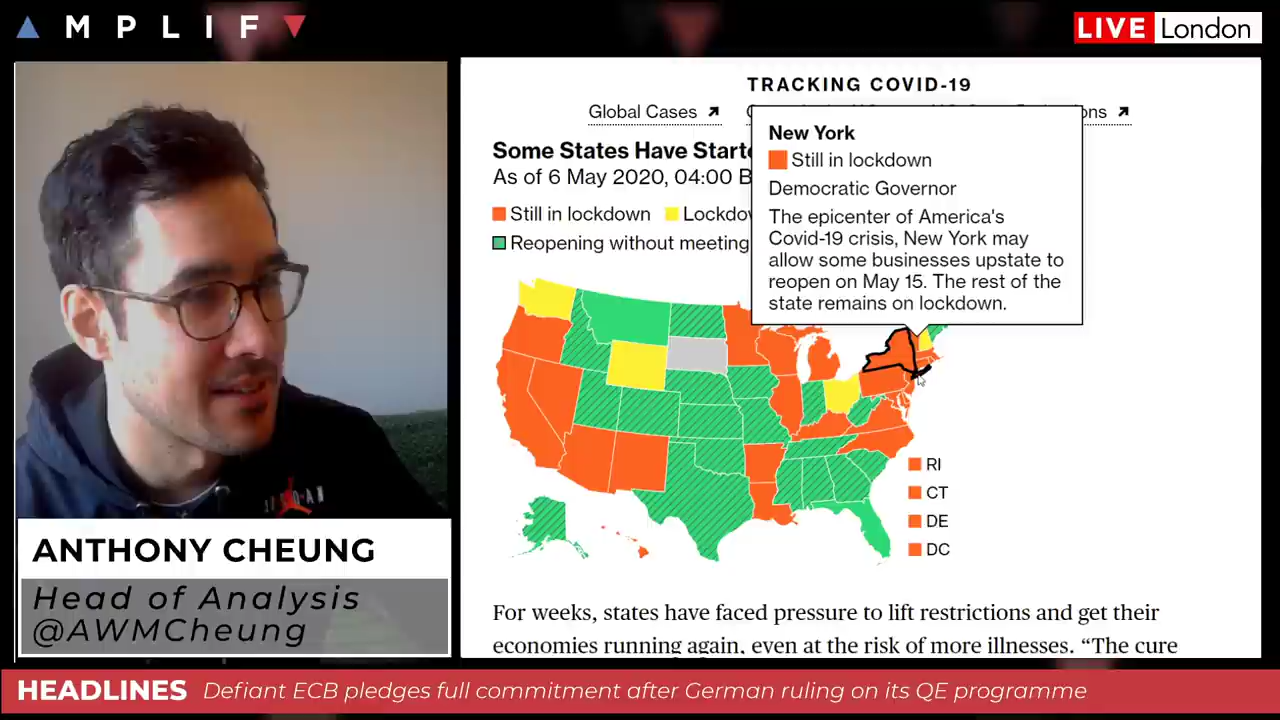 AMPLIFY
LIVE London
TRACKING COVID-19
Global Cases
ons
Some States Have Starte
As of 6 May 2020, 04:00 B
Still in lockdown
Lockdow
Reopening without meeting
New York
Still in lockdown
Democratic Governor
The epicenter of America's
Covid-19 crisis, New York may
allow some businesses upstate to
reopen on May 15. The rest of the
state remains on lockdown.
RI
CT
DE
DC
For weeks, states have faced pressure to lift restrictions and get their
economies running again, even at the risk of more illnesses. “The cure
ANTHONY CHEUNG
Head of Analysis
@AWMCheung
HEADLINES Defiant ECB pledges full commitment after German ruling on its QE programme